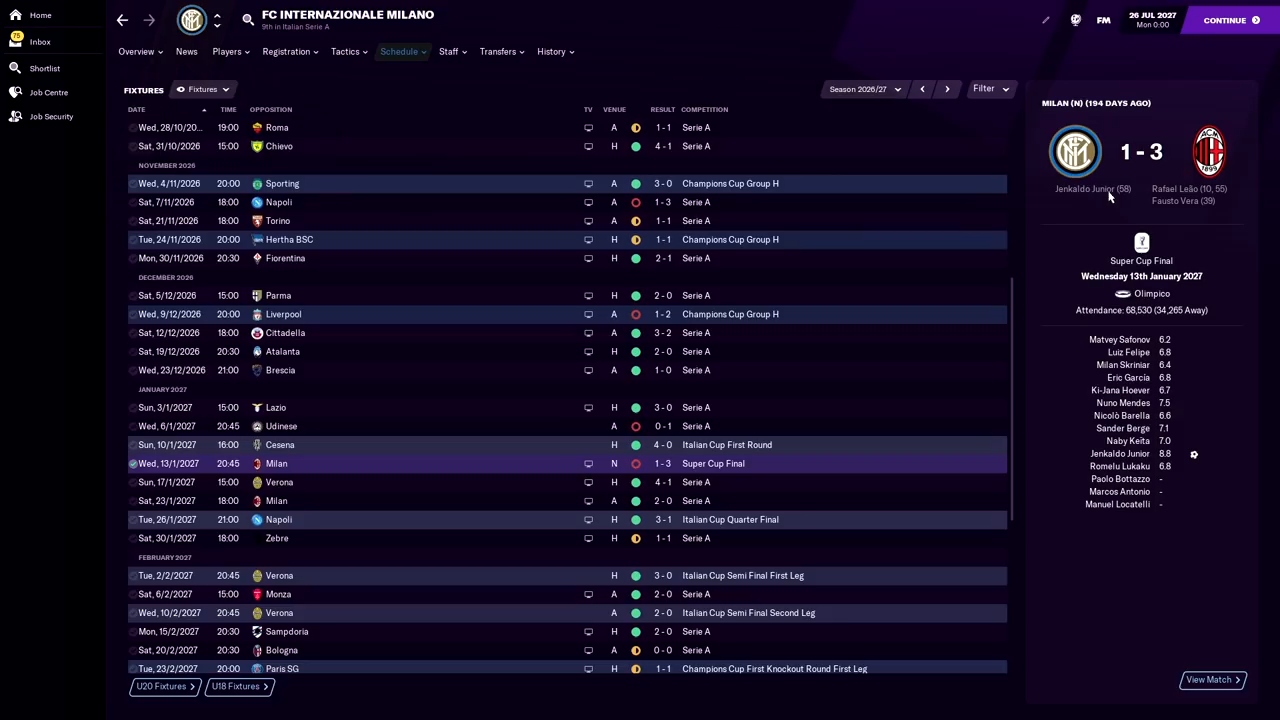 Home
75
Inbox
Shortlist
Job Centre
Job Security
FC INTERNAZIONALE MILANO
9th in Italian Serie A
FM
26 JUL 2027
Mon 0:00
CONTINUE
Overview
News
Players
Registration
Tactics
Schedule
Staff
Transfers
History
FIXTURES
Fixtures
Season 2026/27
Filter
DATE TIME OPPOSITION TV VENUE RESULT COMPETITION
Wed, 28/10/20... 19:00 Roma A 1 - 1 Serie A
Sat, 31/10/2026 15:00 Chievo H 4 - 1 Serie A
NOVEMBER 2026
Wed, 4/11/2026 20:00 Sporting A 3 - 0 Champions Cup Group H
Sat, 7/11/2026 18:00 Napoli A 1 - 3 Serie A
Sat, 21/11/2026 18:00 Torino A 1 - 1 Serie A
Tue, 24/11/2026 20:00 Hertha BSC H 1 - 1 Champions Cup Group H
Mon, 30/11/2026 20:30 Fiorentina H 2 - 1 Serie A
DECEMBER 2026
Sat, 5/12/2026 15:00 Parma H 2 - 0 Serie A
Wed, 9/12/2026 20:00 Liverpool A 1 - 2 Champions Cup Group H
Sat, 12/12/2026 18:00 Cittadella A 3 - 2 Serie A
Sat, 19/12/2026 20:30 Atalanta H 2 - 0 Serie A
Wed, 23/12/2026 21:00 Brescia A 1 - 0 Serie A
JANUARY 2027
Sun, 3/1/2027 15:00 Lazio H 3 - 0 Serie A
Wed, 6/1/2027 20:45 Udinese A 0 - 1 Serie A
Sun, 10/1/2027 16:00 Cesena H 4 - 0 Italian Cup First Round
Wed, 13/1/2027 20:45 Milan N 1 - 3 Super Cup Final
Sun, 17/1/2027 15:00 Verona H 4 - 1 Serie A
Sat, 23/1/2027 18:00 Milan A 2 - 0 Serie A
Tue, 26/1/2027 21:00 Napoli H 3 - 1 Italian Cup Quarter Final
Sat, 30/1/2027 18:00 Zebre H 1 - 1 Serie A
FEBRUARY 2027
Tue, 2/2/2027 20:45 Verona H 3 - 0 Italian Cup Semi Final First Leg
Sat, 6/2/2027 15:00 Monza A 2 - 0 Serie A
Wed, 10/2/2027 20:45 Verona A 2 - 0 Italian Cup Semi Final Second Leg
Mon, 15/2/2027 20:30 Sampdoria H 2 - 0 Serie A
Sat, 20/2/2027 20:30 Bologna A 0 - 0 Serie A
Tue, 23/2/2027 20:00 Paris SG H 1 - 1 Champions Cup First Knockout Round First Leg
U20 Fixtures
U18 Fixtures
MILAN (N) (194 DAYS AGO)
1 - 3
ACM
1899
Jenkaldo Junior (58)
Rafael Leão (10, 55)
Fausto Vera (39)
Super Cup Final
Wednesday 13th January 2027
Olimpico
Attendance: 68,530 (34,265 Away)
Matvey Safonov 6.2
Luiz Felipe 6.8
Milan Skriniar 6.4
Eric García 6.8
Ki-Jana Hoever 6.7
Nuno Mendes 7.5
Nicolò Barella 6.6
Sander Berge 7.1
Naby Keïta 7.0
Jenkaldo Junior 8.8
Romelu Lukaku 6.8
Paolo Bottazzo -
Marcos Antonio -
Manuel Locatelli -
View Match